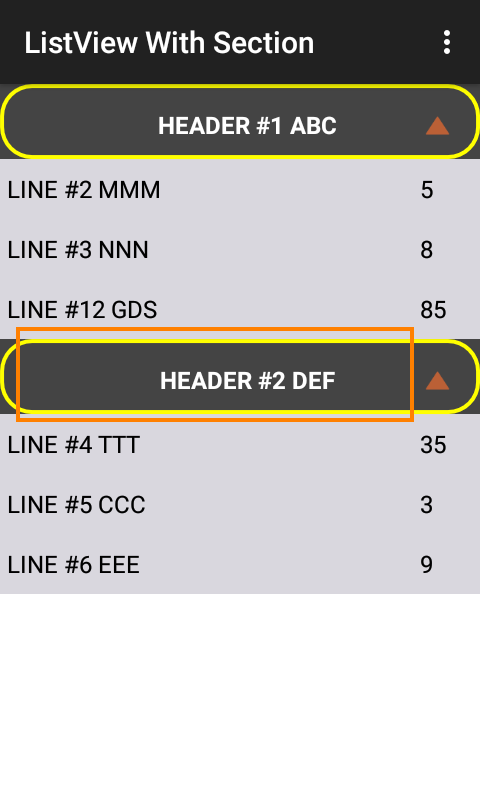 ListView With Section
HEADER #1 ABC
LINE #2 MMM 5
LINE #3 NNN 8
LINE #12 GDS 85
HEADER #2 DEF
LINE #4 TTT 35
LINE #5 CCC 3
LINE #6 EEE 9